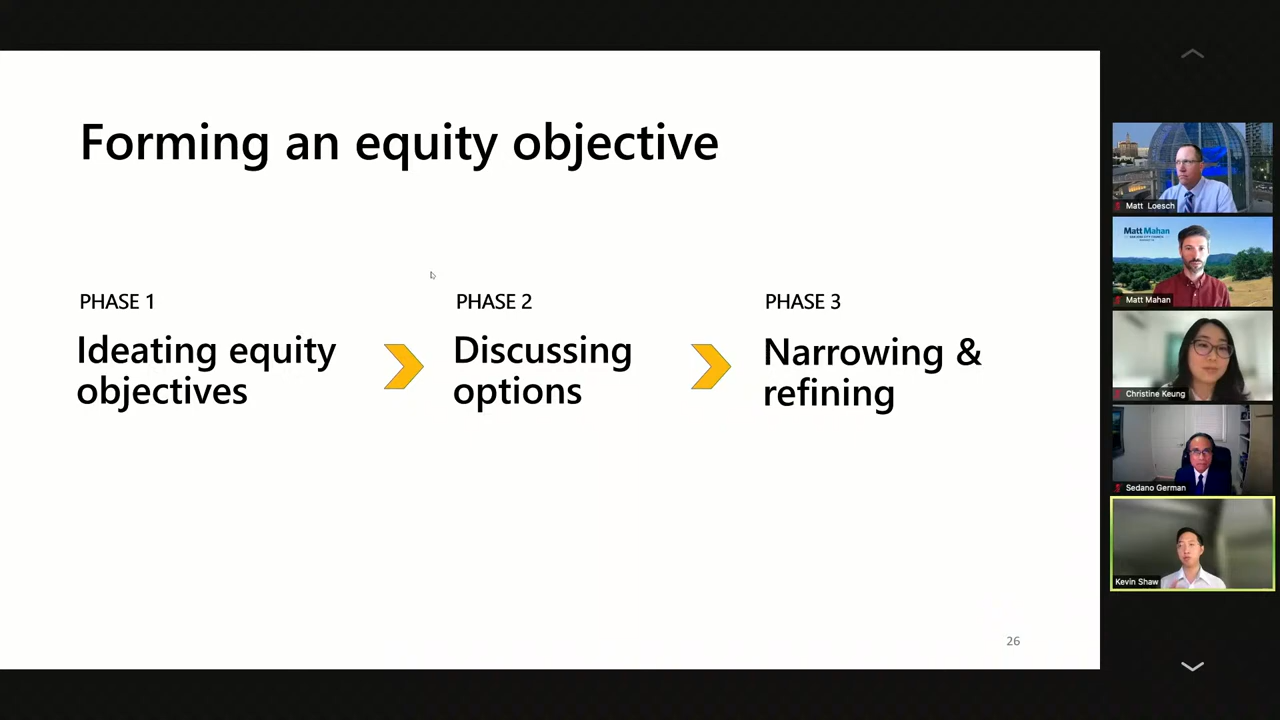 Forming an equity objective
PHASE 1
Ideating equity
objectives
PHASE 2
Discussing
options
PHASE 3
Narrowing &
refining
26
Matt Loesch
Matt Mahan
Matt Mahan
Christine Keung
Sedano German
Kevin Shaw